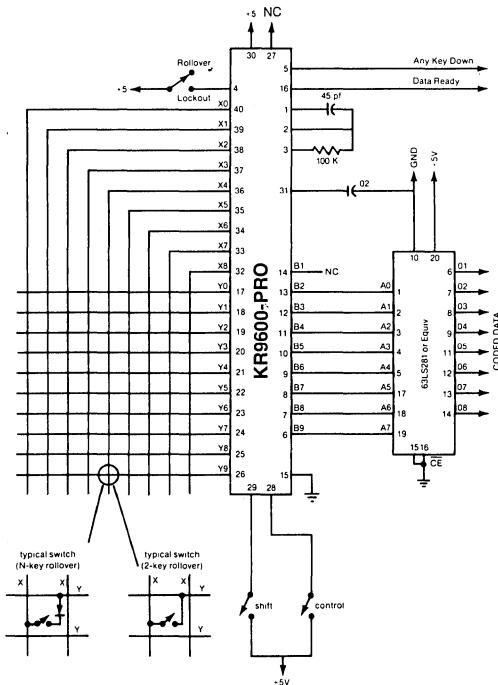 +5 NC
30 27
5 Any Key Down
Rollover
+5
Lockout
4
16 Data Ready
X0 40
1 45 pf
X1 39
2
X2 38
3 100 K
X3 37
X4 36
31 02
GND
-5V
X5 35
X6 34
X7 33
X8 32
KR9600-PRO
10 20
14 B1 NC
6 01
Y0 17
13 B2 A0 1
7 02
Y1 18
12 B3 A1 2
8 03
Y2 19
11 B4 A2 3
9 04
Y3 20
10 B5 A3 4
11 05
Y4 21
9 B6 A4 5
12 06
Y5 22
8 B7 A5 17
13 07
Y6 23
7 B8 A6 18
14 08
Y7 24
6 B9 A7 19
63LS281 or Equiv
CODED DATA
Y8 25
15 16
CE
Y9 26
15
29 28
typical switch
(N-key rollover)
typical switch
(2-key rollover)
X X
Y
Y
X X
Y
Y
shift
control
+5V